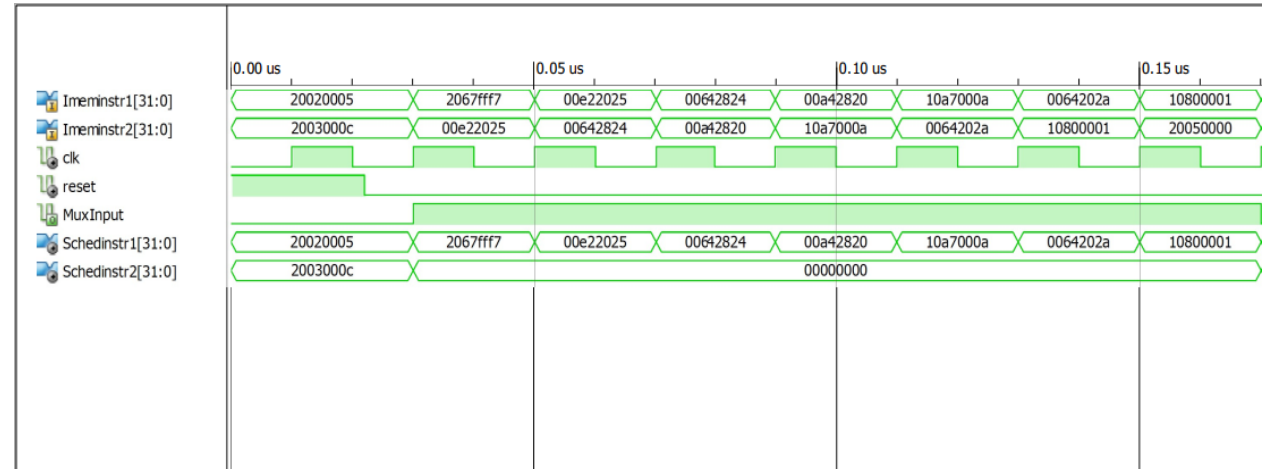 0.00 us 0.05 us 0.10 us 0.15 us
Imeminstr1[31:0] 20020005 2067fff7 00e22025 00642824 00a42820 10a7000a 0064202a 10800001
Imeminstr2[31:0] 2003000c 00e22025 00642824 00a42820 10a7000a 0064202a 10800001 20050000
clk
reset
MuxInput
Schedinstr1[31:0] 20020005 2067fff7 00e22025 00642824 00a42820 10a7000a 0064202a 10800001
Schedinstr2[31:0] 2003000c 00000000